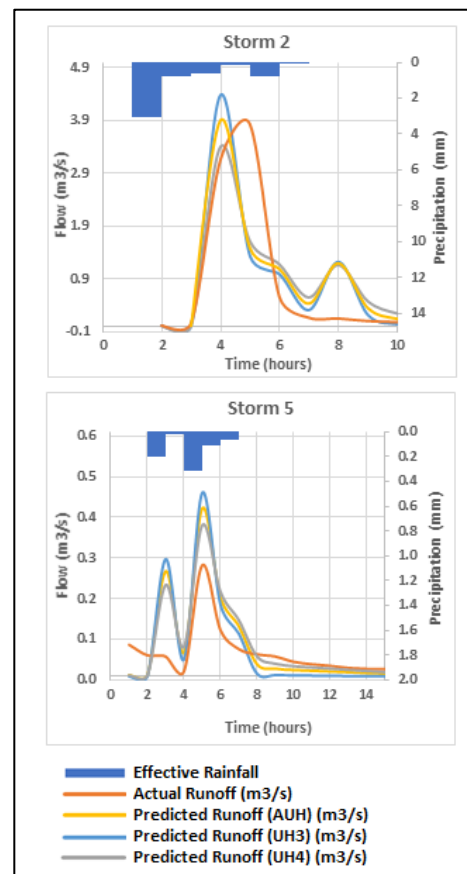 Storm 2
4.9
3.9
2.9
1.9
0.9
-0.1
Flow (m3/s)
0
2
4
6
8
10
12
14
Precipitation (mm)
0 2 4 6 8 10
Time (hours)
Storm 5
0.6
0.5
0.4
0.3
0.2
0.1
0.0
Flow (m3/s)
0.0
0.2
0.4
0.6
0.8
1.0
1.2
1.4
1.6
1.8
2.0
Precipitation (mm)
0 2 4 6 8 10 12 14
Time (hours)
Effective Rainfall
Actual Runoff (m3/s)
Predicted Runoff (AUH) (m3/s)
Predicted Runoff (UH3) (m3/s)
Predicted Runoff (UH4) (m3/s)